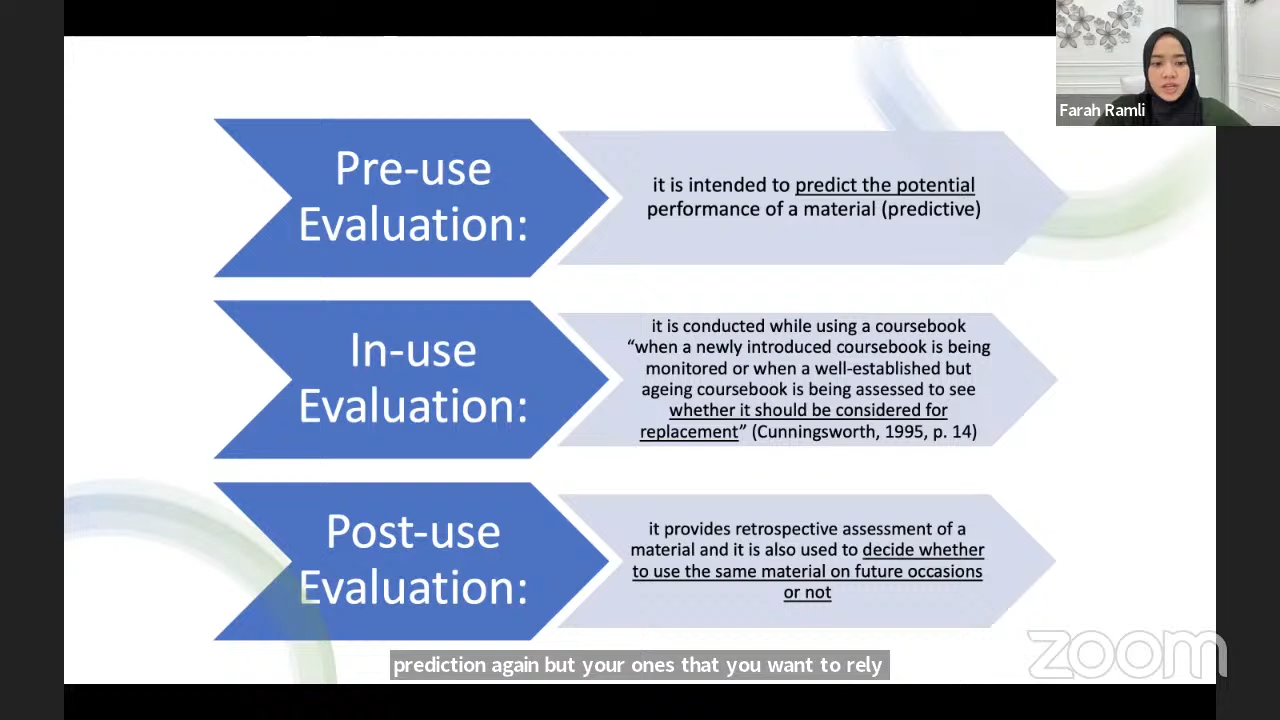 Farah Ramli
Pre-use
Evaluation:
it is intended to predict the potential
performance of a material (predictive)
In-use
Evaluation:
it is conducted while using a coursebook
“when a newly introduced coursebook is being
monitored or when a well-established but
ageing coursebook is being assessed to see
whether it should be considered for
replacement” (Cunningsworth, 1995, p. 14)
Post-use
Evaluation:
it provides retrospective assessment of a
material and it is also used to decide whether
to use the same material on future occasions
or not
zoom
prediction again but your ones that you want to rely